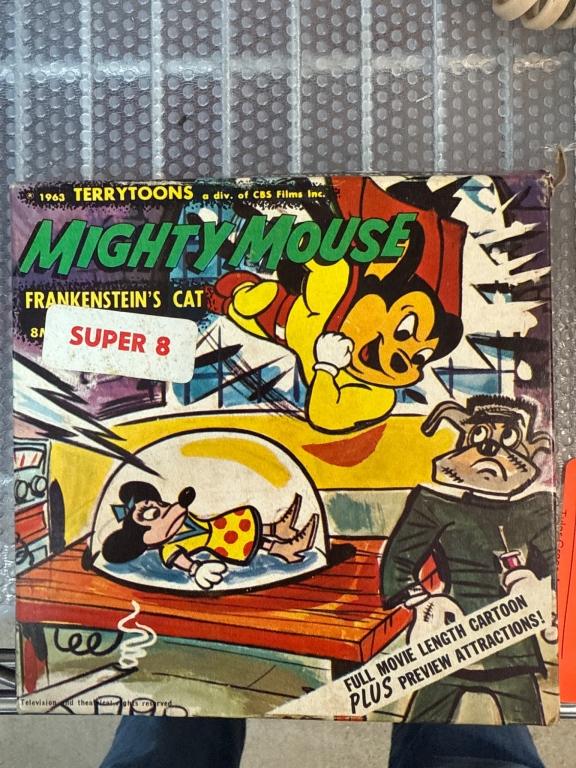 © 1963 TERRYTOONS a div. of CBS Films Inc.
MIGHTY MOUSE
FRANKENSTEIN'S CAT
8
SUPER 8
FULL MOVIE LENGTH CARTOON
PLUS PREVIEW ATTRACTIONS!
Television and theatrical rights reserved